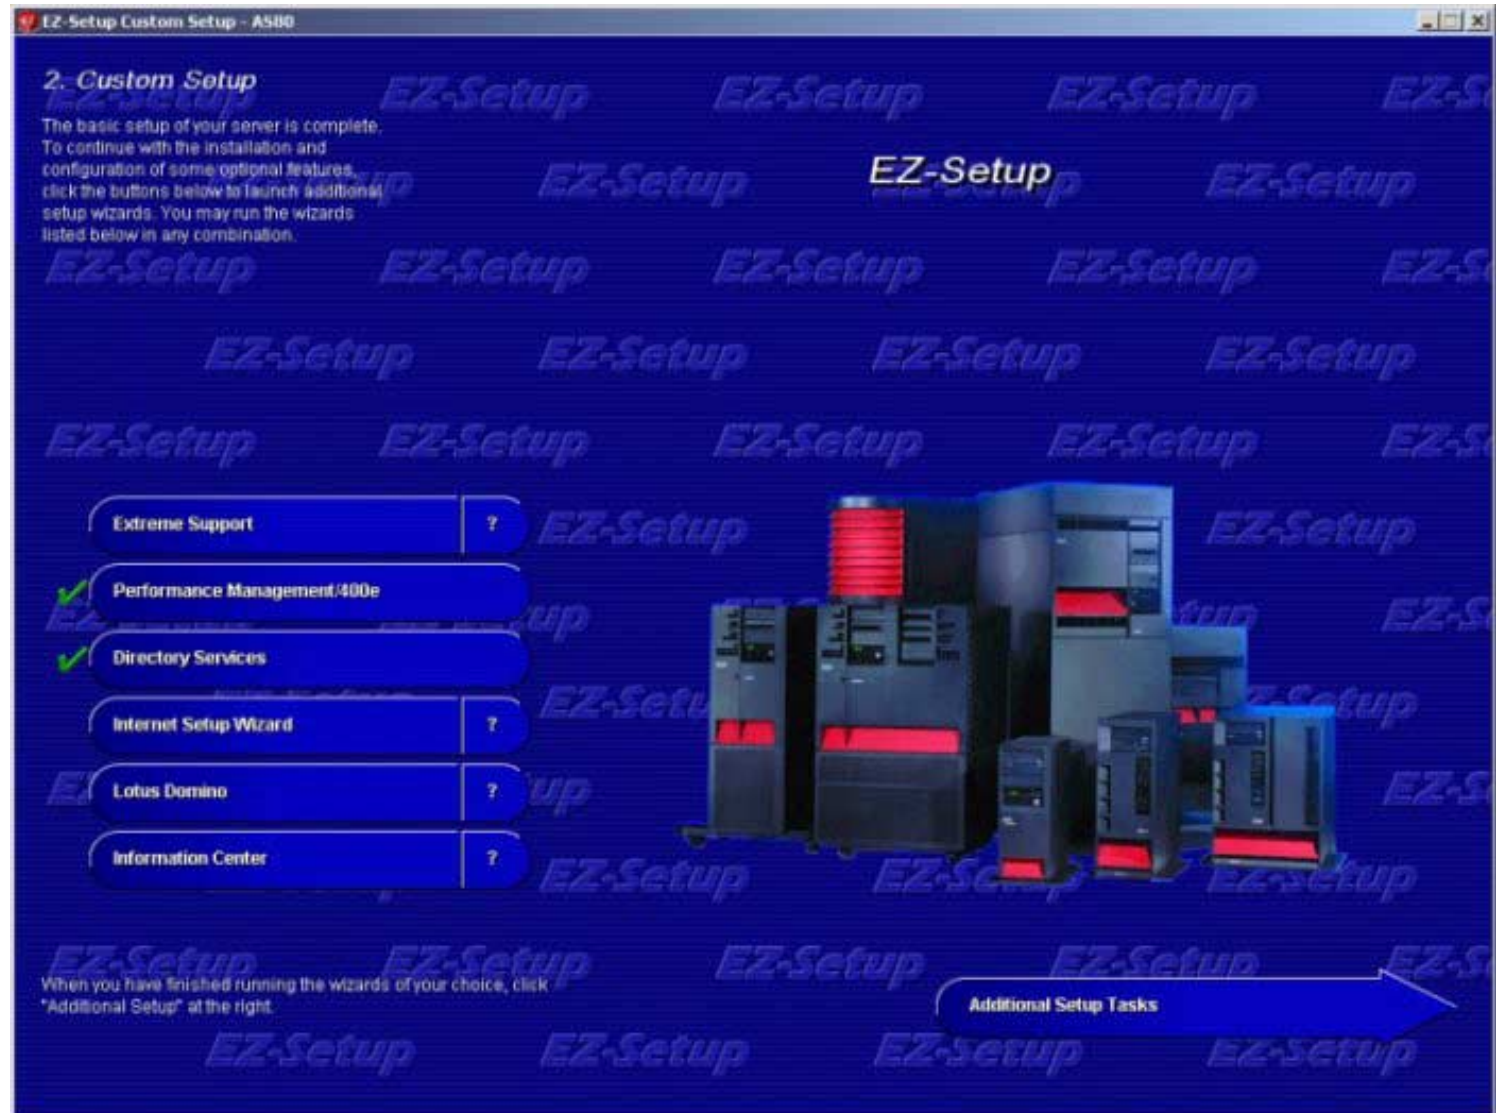 EZ-Setup Custom Setup - AS80
2. Custom Setup
The basic setup of your server is complete.
To continue with the installation and
configuration of some optional features,
click the buttons below to launch additional
setup wizards. You may run the wizards
listed below in any combination.
EZ-Setup
Extreme Support ?
Performance Management/400e
Directory Services
Internet Setup Wizard ?
Lotus Domino ?
Information Center ?
When you have finished running the wizards of your choice, click
"Additional Setup" at the right.
Additional Setup Tasks